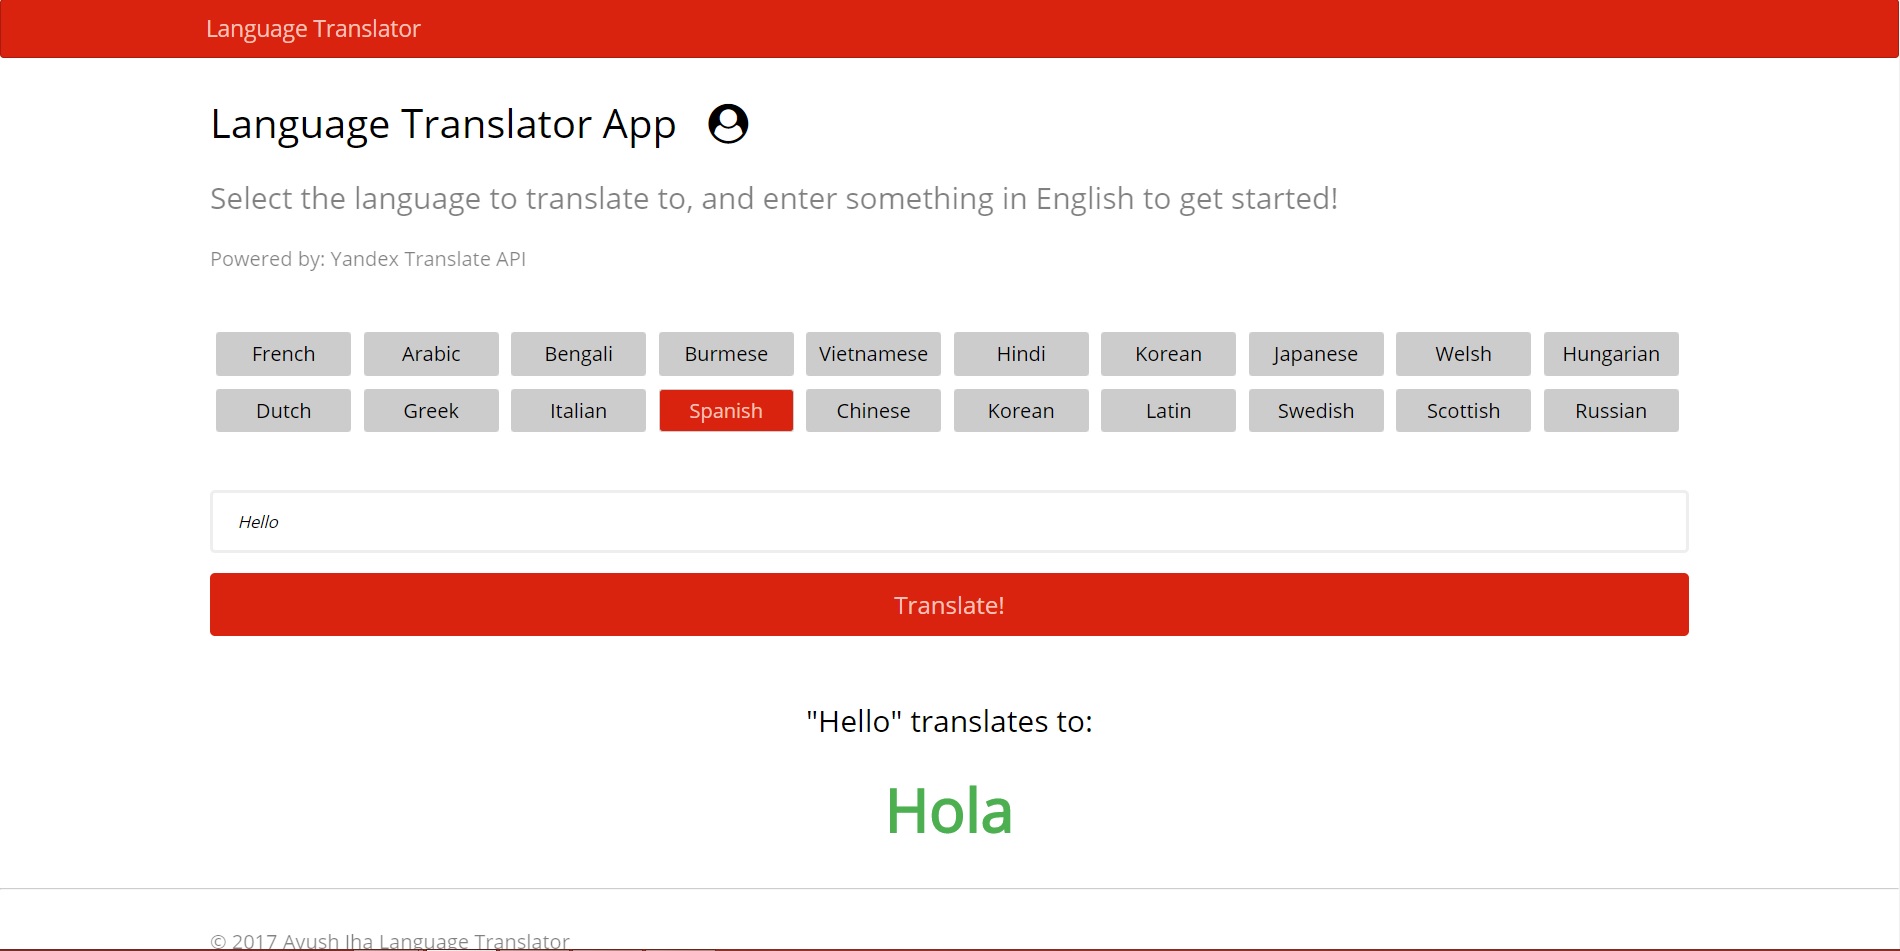 Language Translator
Language Translator App
Select the language to translate to, and enter something in English to get started!
Powered by: Yandex Translate API
French Arabic Bengali Burmese Vietnamese Hindi Korean Japanese Welsh Hungarian
Dutch Greek Italian Spanish Chinese Korean Latin Swedish Scottish Russian
Hello
Translate!
"Hello" translates to:
Hola
© 2017 Ayush Jha Language Translator